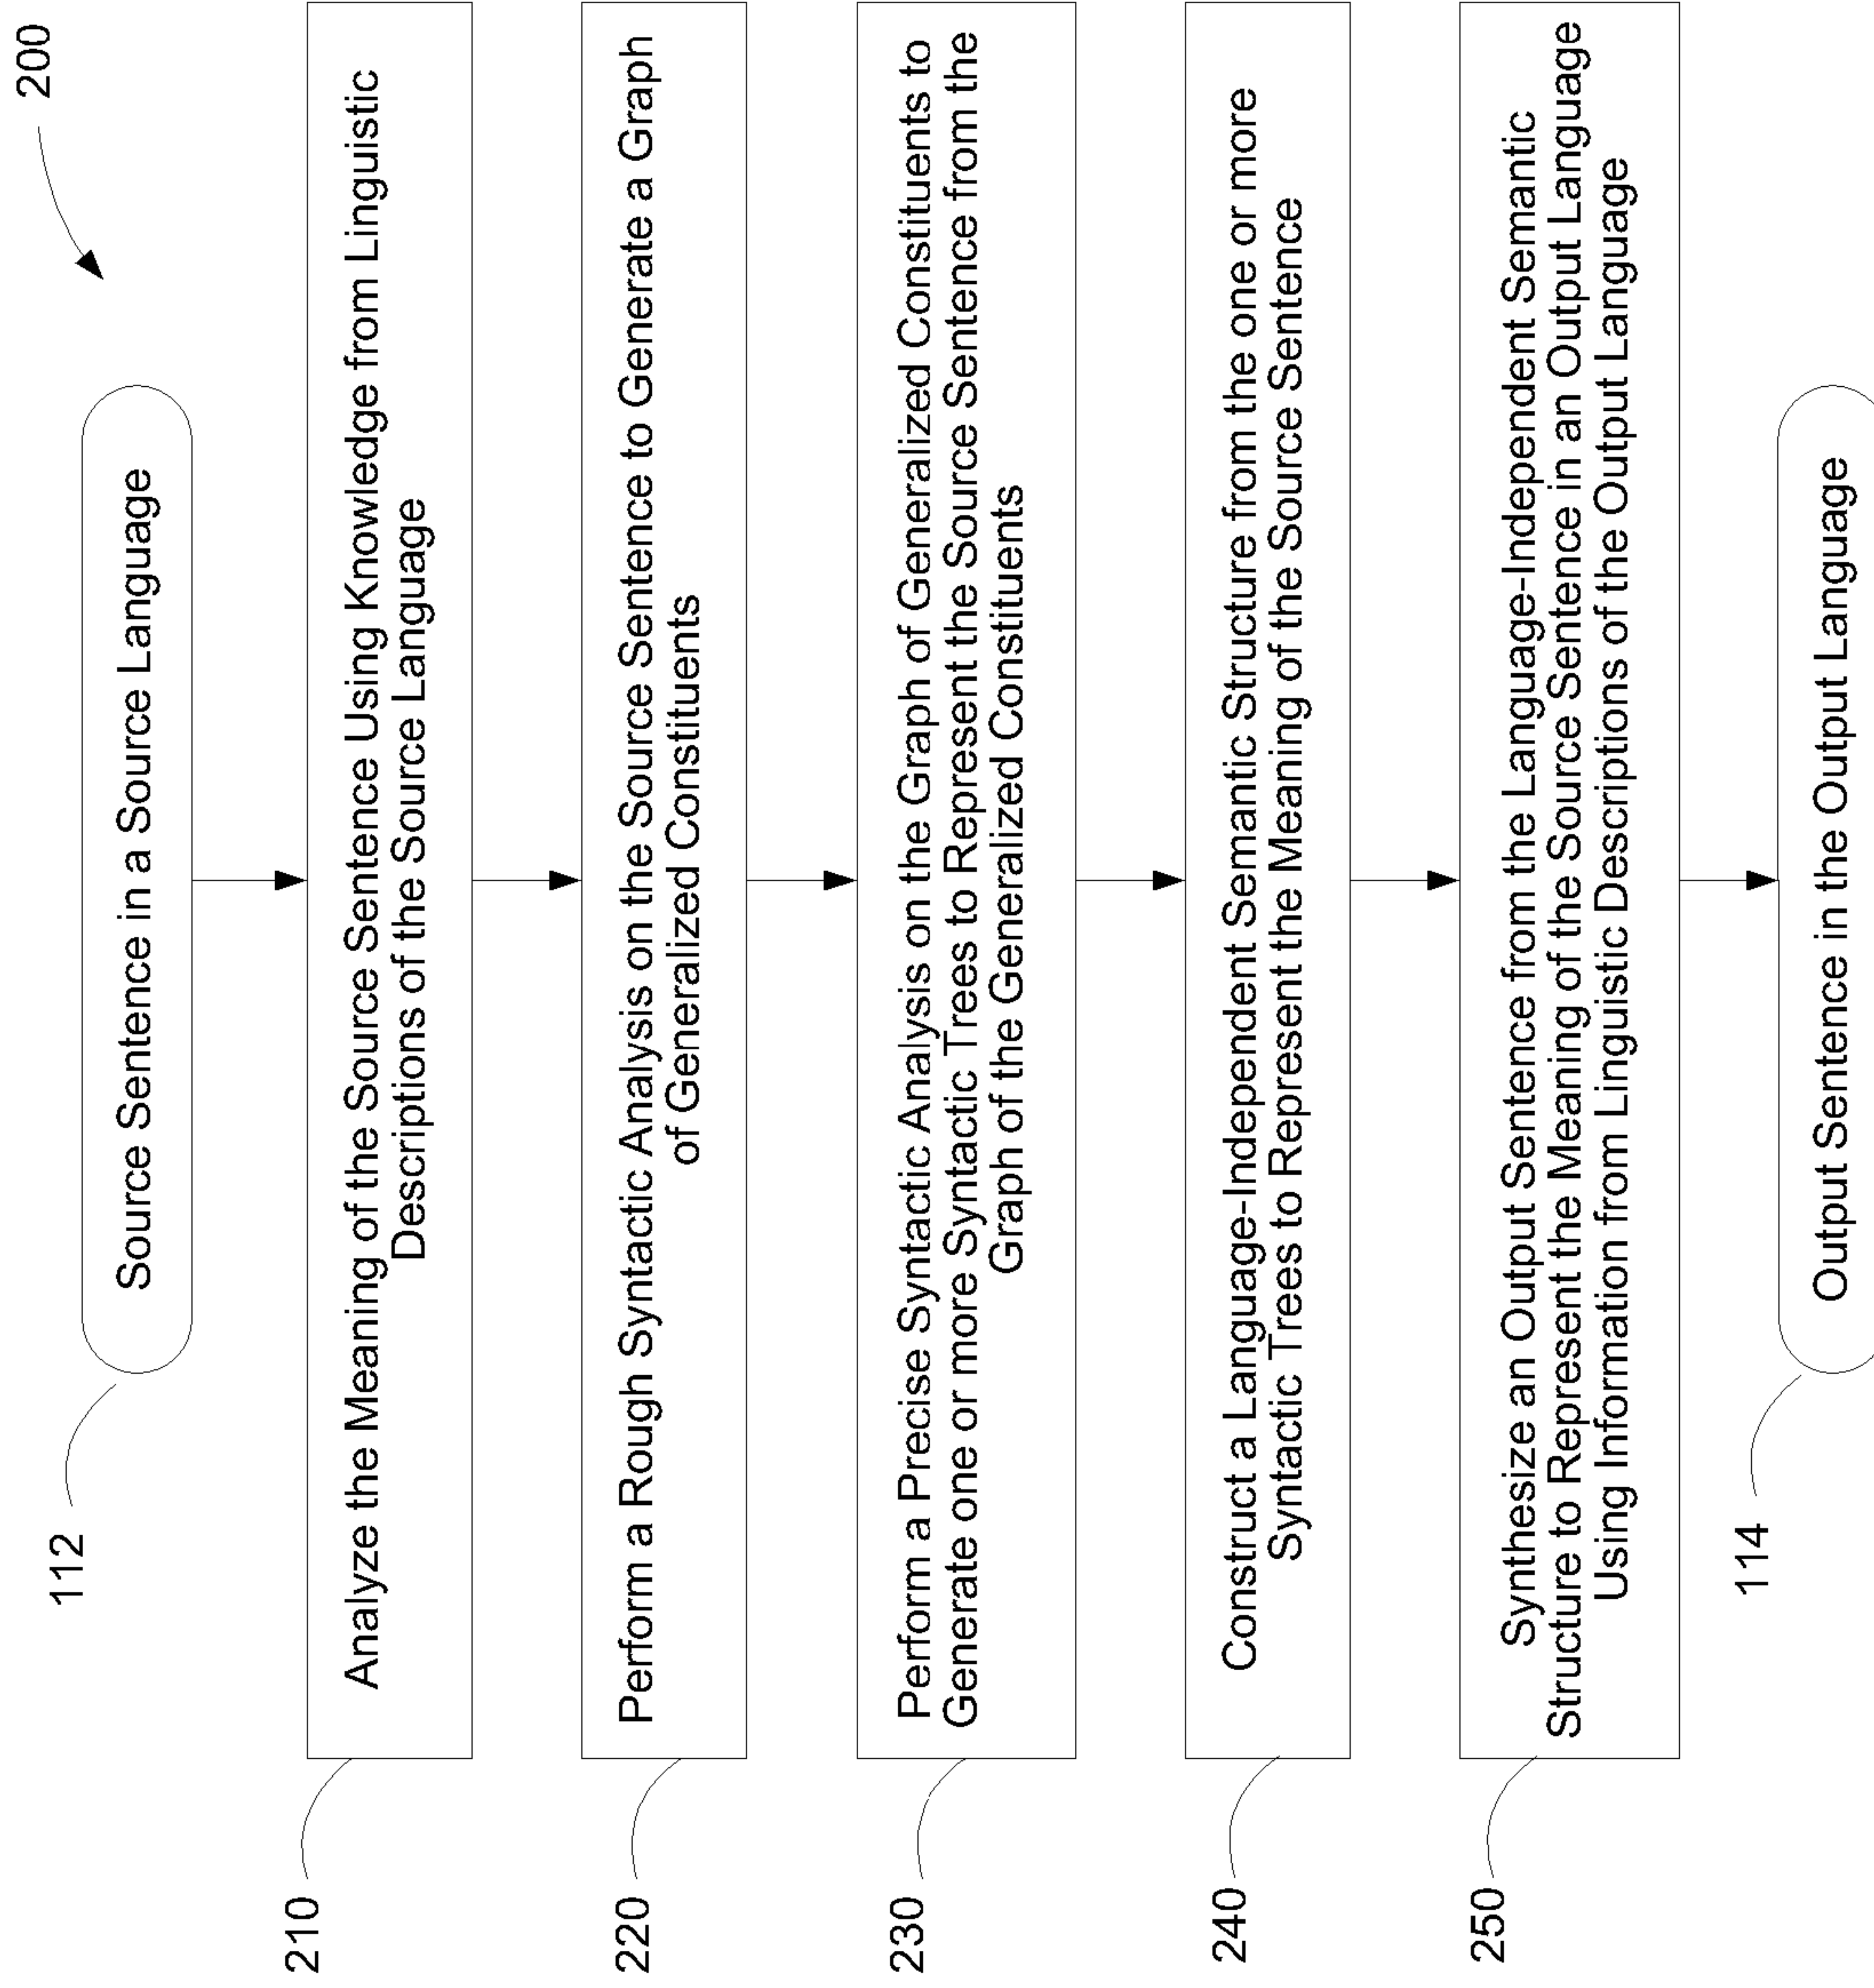 200
112
Source Sentence in a Source Language
210
Analyze the Meaning of the Source Sentence Using Knowledge from Linguistic
Descriptions of the Source Language
220
Perform a Rough Syntactic Analysis on the Source Sentence to Generate a Graph
of Generalized Constituents
230
Perform a Precise Syntactic Analysis on the Graph of Generalized Constituents to
Generate one or more Syntactic Trees to Represent the Source Sentence from the
Graph of the Generalized Constituents
240
Construct a Language-Independent Semantic Structure from the one or more
Syntactic Trees to Represent the Meaning of the Source Sentence
250
Synthesize an Output Sentence from the Language-Independent Semantic
Structure to Represent the Meaning of the Source Sentence in an Output Language
Using Information from Linguistic Descriptions of the Output Language
114
Output Sentence in the Output Language